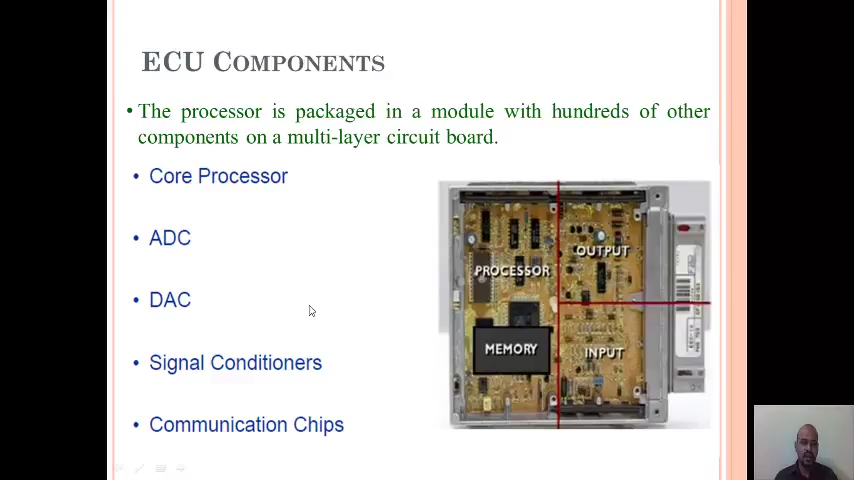 ECU COMPONENTS
• The processor is packaged in a module with hundreds of other
components on a multi-layer circuit board.
• Core Processor
• ADC
• DAC
• Signal Conditioners
• Communication Chips
PROCESSOR
OUTPUT
MEMORY
INPUT